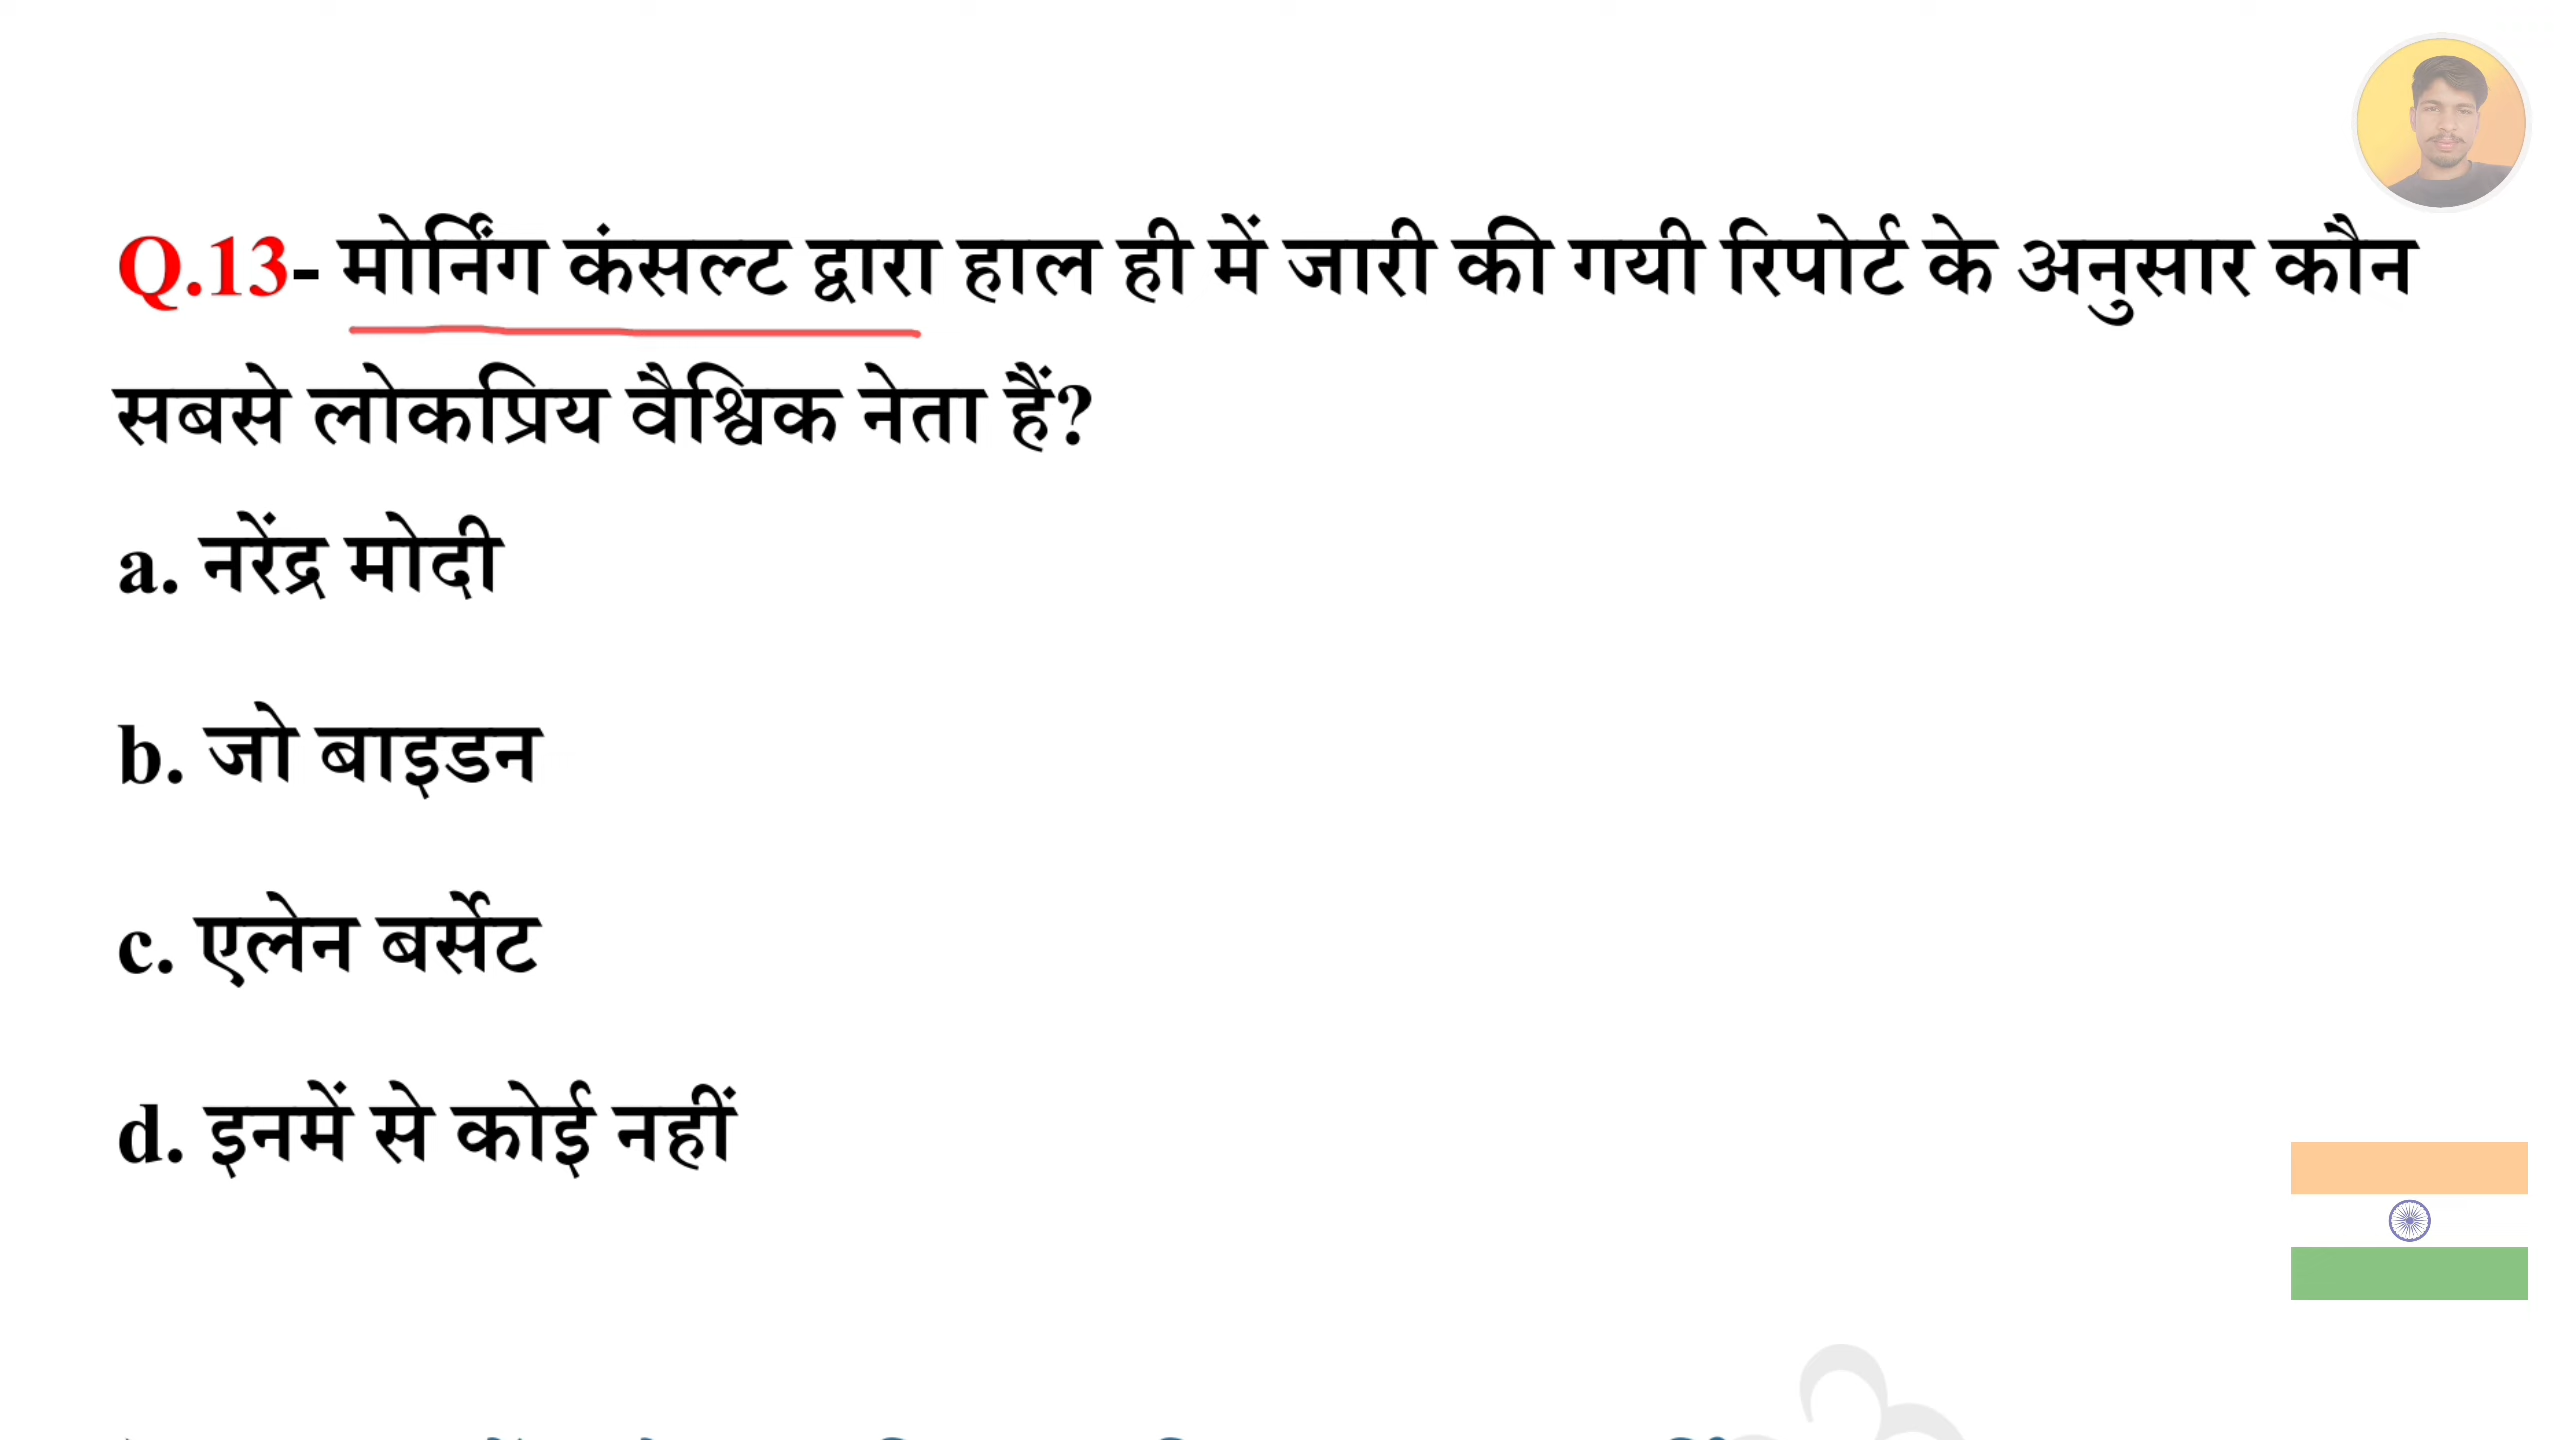 Q.13- मोर्निंग कंसल्ट द्वारा हाल ही में जारी की गयी रिपोर्ट के अनुसार कौन
सबसे लोकप्रिय वैश्विक नेता हैं?
a. नरेंद्र मोदी
b. जो बाइडन
c. एलेन बर्सेट
d. इनमें से कोई नहीं